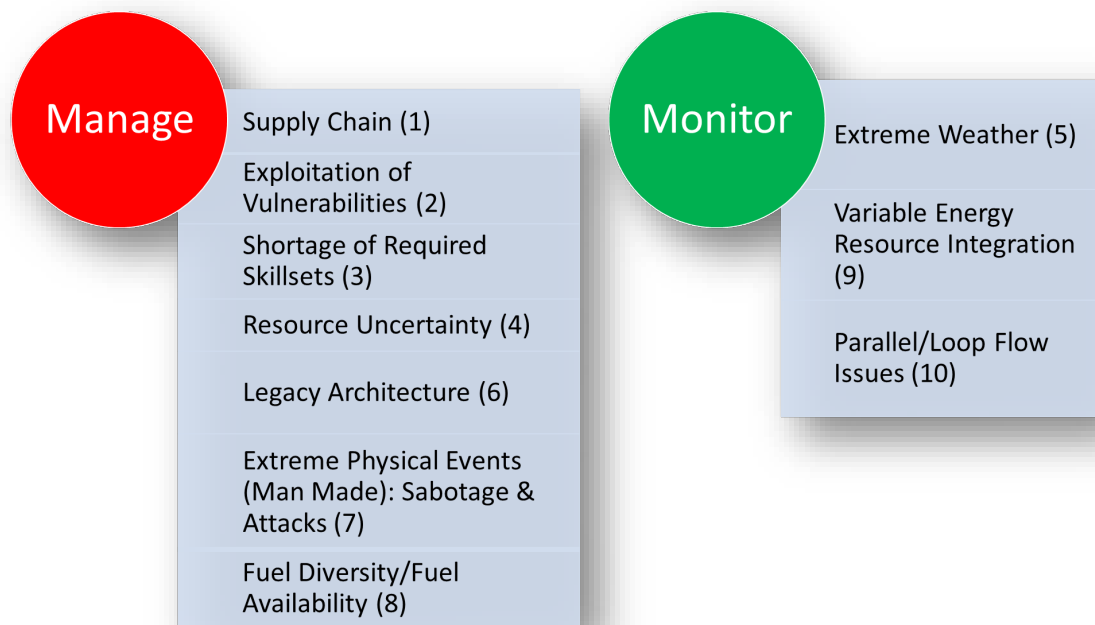 Manage
Supply Chain (1)
Exploitation of
Vulnerabilities (2)
Shortage of Required
Skillsets (3)
Resource Uncertainty (4)
Legacy Architecture (6)
Extreme Physical Events
(Man Made): Sabotage &
Attacks (7)
Fuel Diversity/Fuel
Availability (8)
Monitor
Extreme Weather (5)
Variable Energy
Resource Integration
(9)
Parallel/Loop Flow
Issues (10)